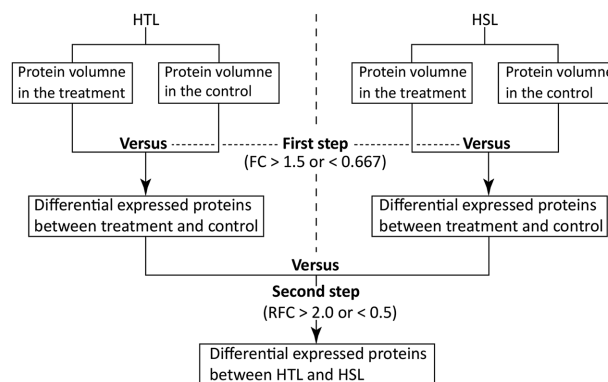 HTL
HSL
Protein volumne
in the treatment
Protein volumne
in the control
Protein volumne
in the treatment
Protein volumne
in the control
Versus
First step
Versus
(FC > 1.5 or < 0.667)
Differential expressed proteins
between treatment and control
Differential expressed proteins
between treatment and control
Versus
Second step
(RFC > 2.0 or < 0.5)
Differential expressed proteins
between HTL and HSL